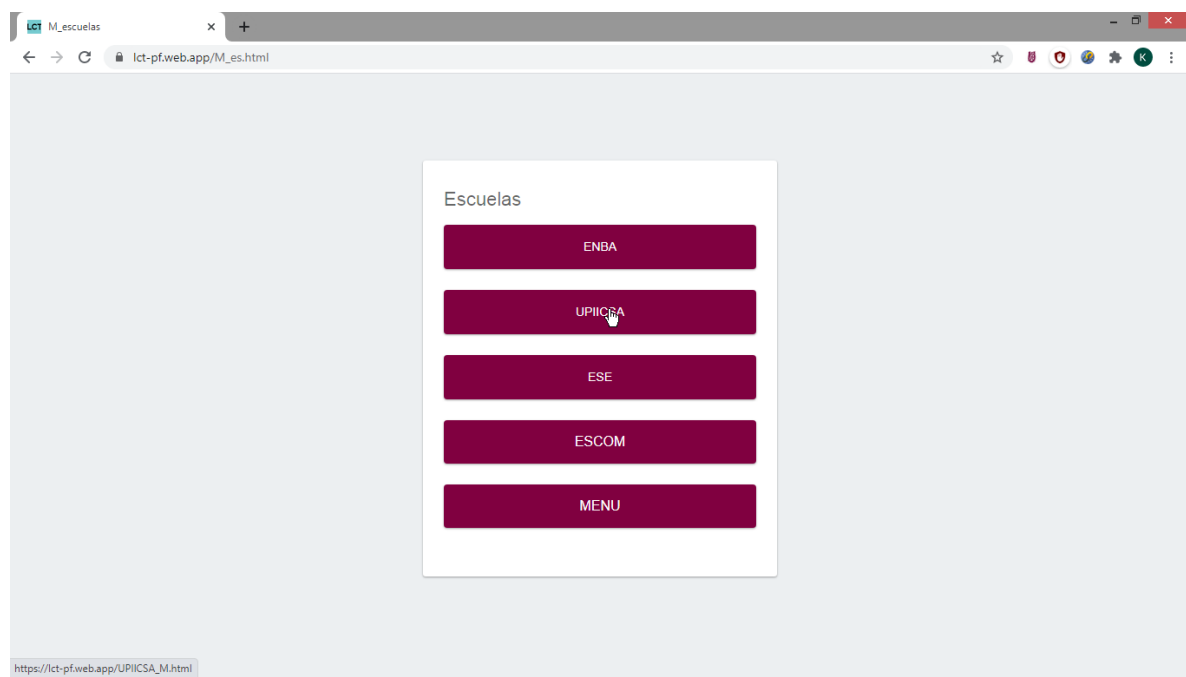 LCT M_escuelas
lct-pf.web.app/M_es.html
K
Escuelas
ENBA
UPIICSA
ESE
ESCOM
MENU
https://lct-pf.web.app/UPIICSA_M.html